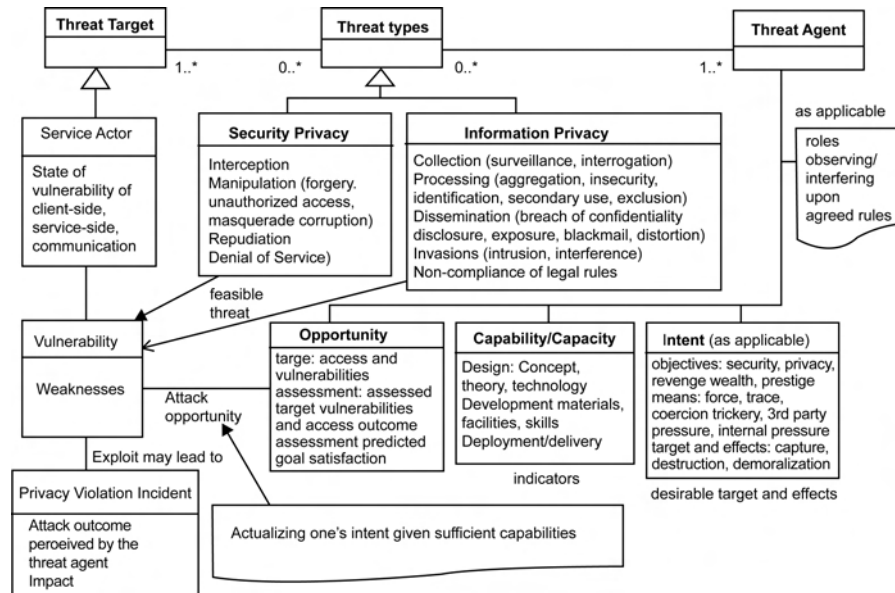 Threat Target
Threat types
Threat Agent
1..*
0..*
0..*
1..*
Service Actor
State of
vulnerability of
client-side,
service-side,
communication
Security Privacy
Interception
Manipulation (forgery.
unauthorized access,
masquerade corruption)
Repudiation
Denial of Service)
Information Privacy
Collection (surveillance, interrogation)
Processing (aggregation, insecurity,
identification, secondary use, exclusion)
Dissemination (breach of confidentiality
disclosure, exposure, blackmail, distortion)
Invasions (intrusion, interference)
Non-compliance of legal rules
as applicable
roles
observing/
interfering
upon
agreed rules
feasible
threat
Vulnerability
Weaknesses
Attack
opportunity
Opportunity
targe: access and
vulnerabilities
assessment: assessed
target vulnerabilities
and access outcome
assessment predicted
goal satisfaction
Capability/Capacity
Design: Concept,
theory, technology
Development materials,
facilities, skills
Deployment/delivery
indicators
Intent (as applicable)
objectives: security, privacy,
revenge wealth, prestige
means: force, trace,
coercion trickery, 3rd party
pressure, internal pressure
target and effects: capture,
destruction, demoralization
desirable target and effects
Exploit may lead to
Privacy Violation Incident
Attack outcome
perceived by the
threat agent
Impact
Actualizing one's intent given sufficient capabilities